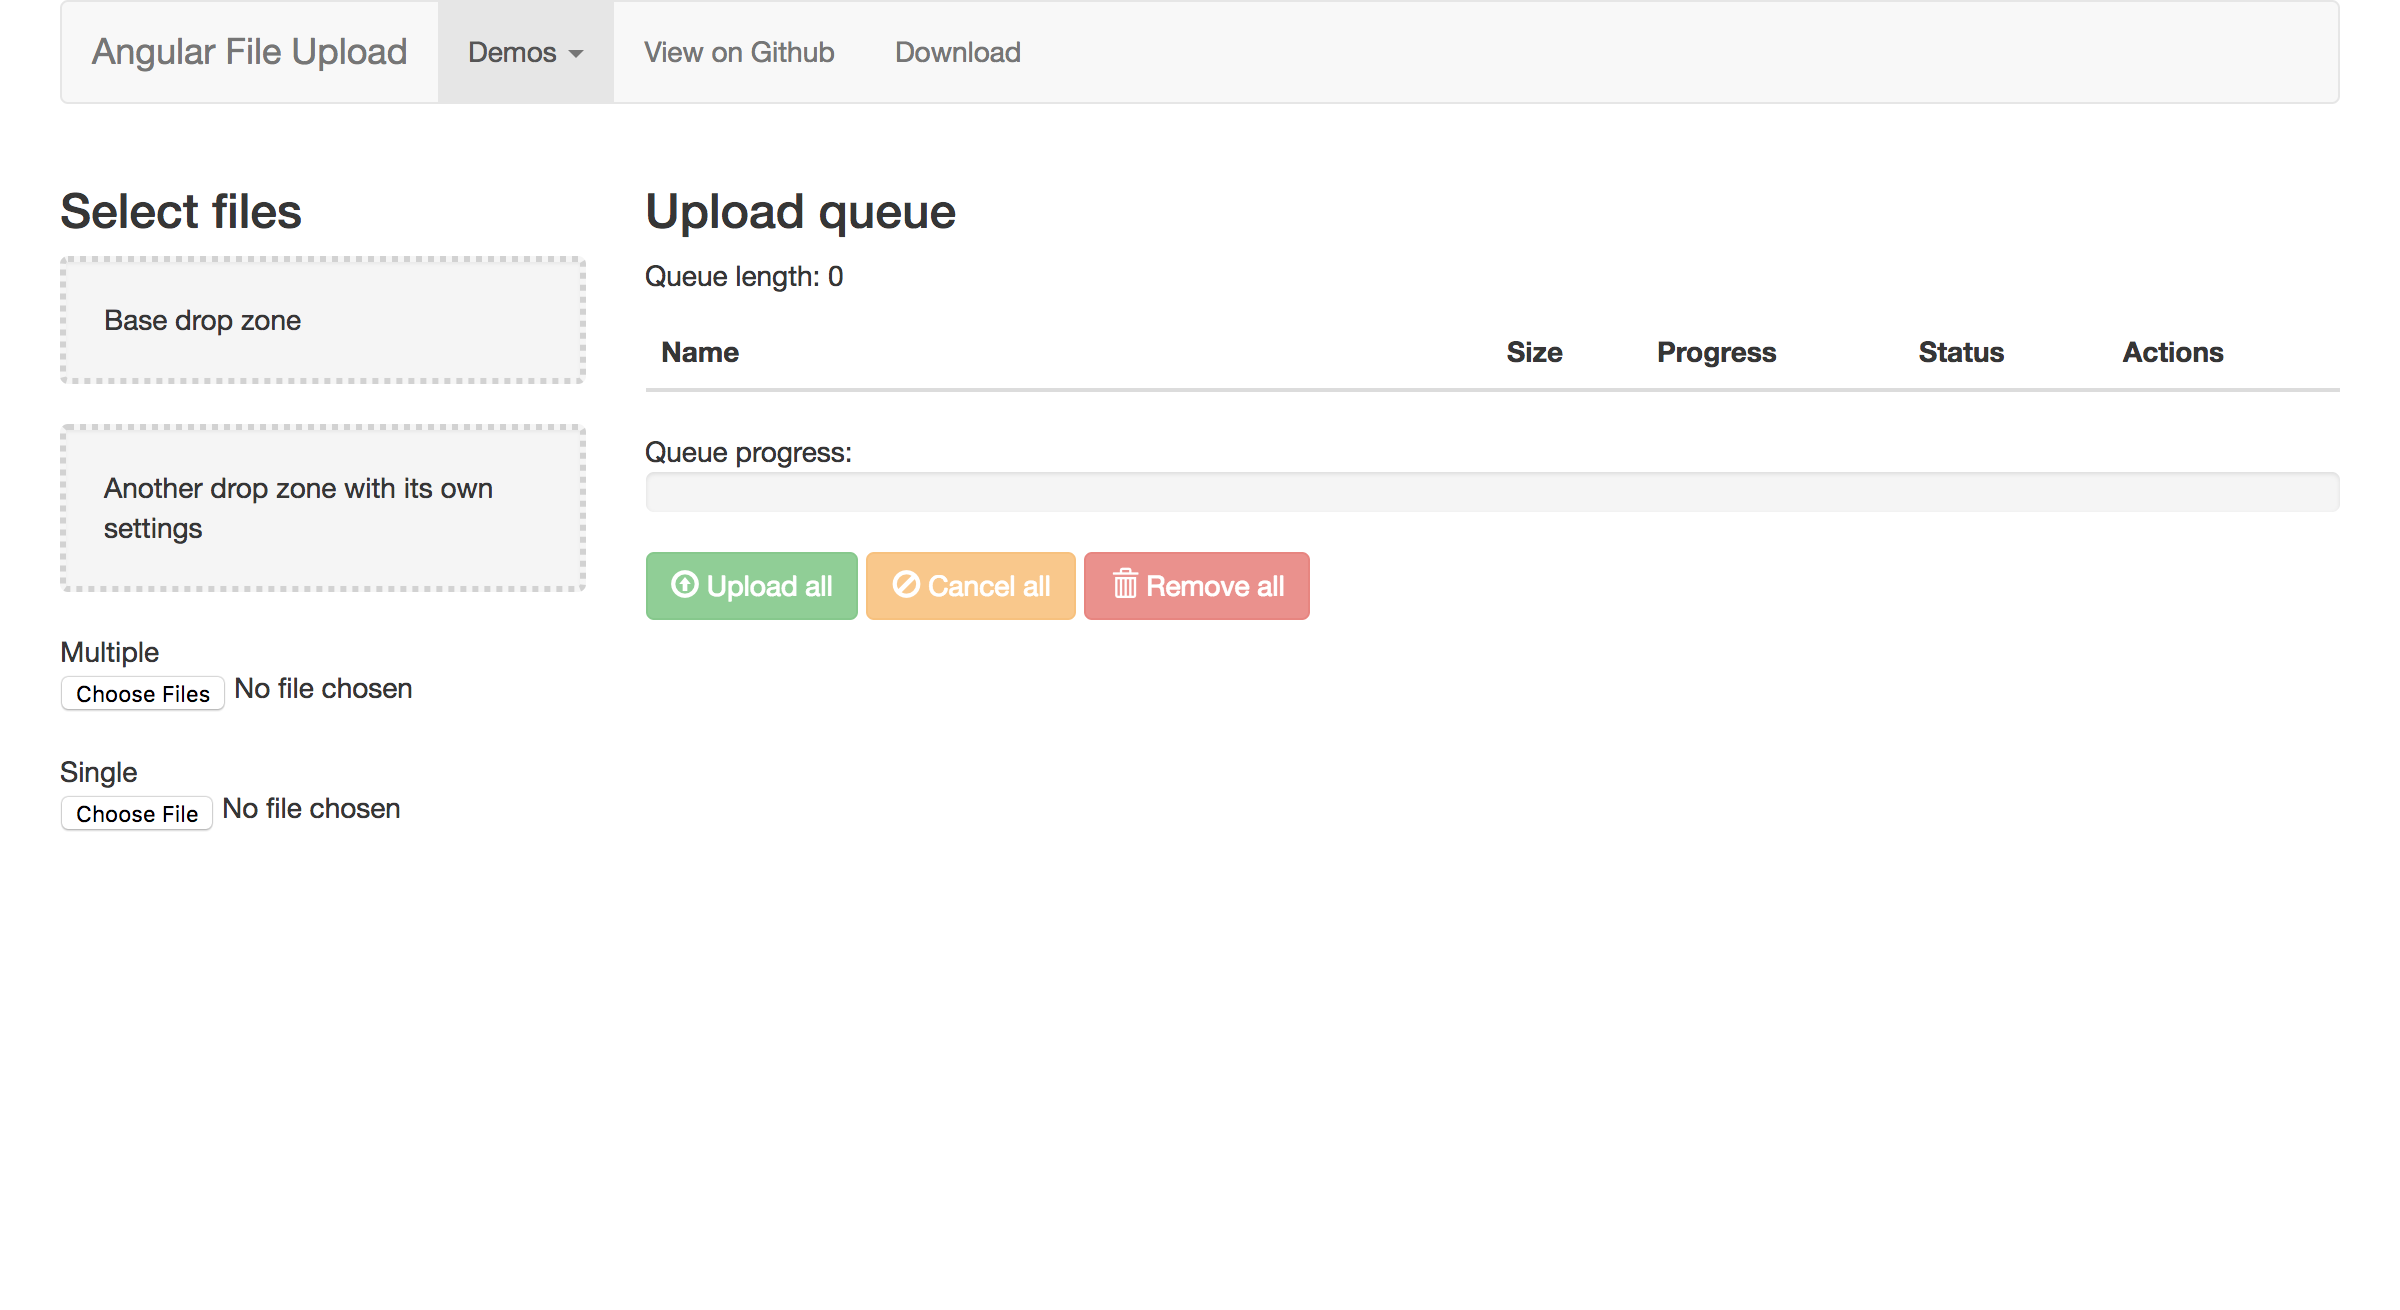 Angular File Upload Demos View on Github Download
Select files
Base drop zone
Another drop zone with its own
settings
Multiple
Choose Files No file chosen
Single
Choose File No file chosen
Upload queue
Queue length: 0
Name Size Progress Status Actions
Queue progress:
Upload all Cancel all Remove all